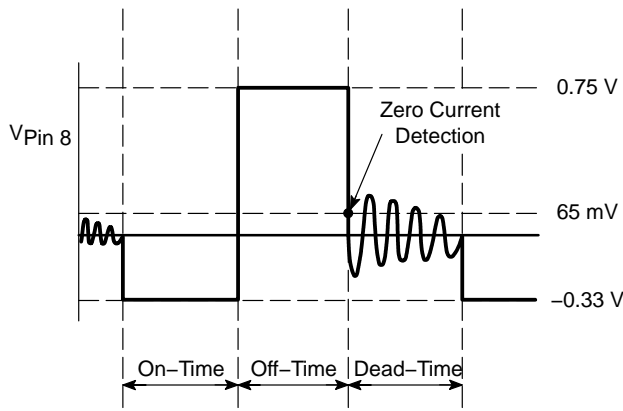 0.75 V
Zero Current
Detection
VPin 8
65 mV
−0.33 V
On−Time
Off−Time
Dead−Time